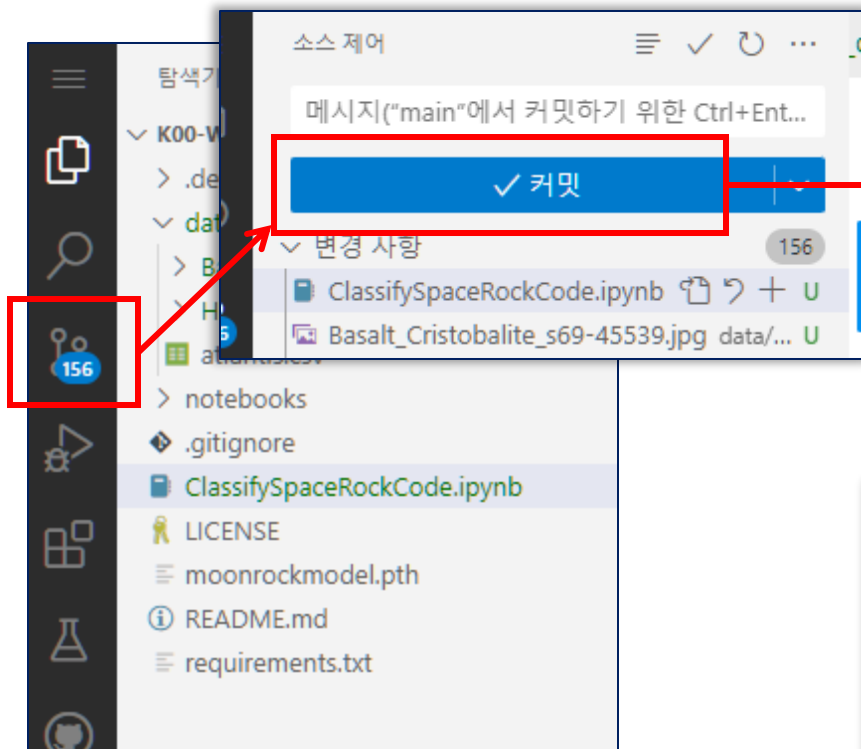 소스 제어
메시지("main"에서 커밋하기 위한 Ctrl+Ent...
커밋
변경 사항 156
ClassifySpaceRockCode.ipynb U
Basalt_Cristobalite_s69-45539.jpg data/... U
탐색기
K00-W
.de
dat
B
H
156
notebooks
.gitignore
ClassifySpaceRockCode.ipynb
LICENSE
moonrockmodel.pth
README.md
requirements.txt